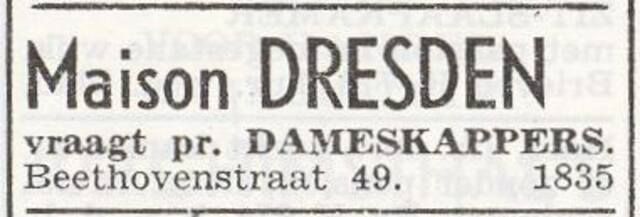 Maison DRESDEN
vraagt pr. DAMESKAPPERS.
Beethovenstraat 49. 1835